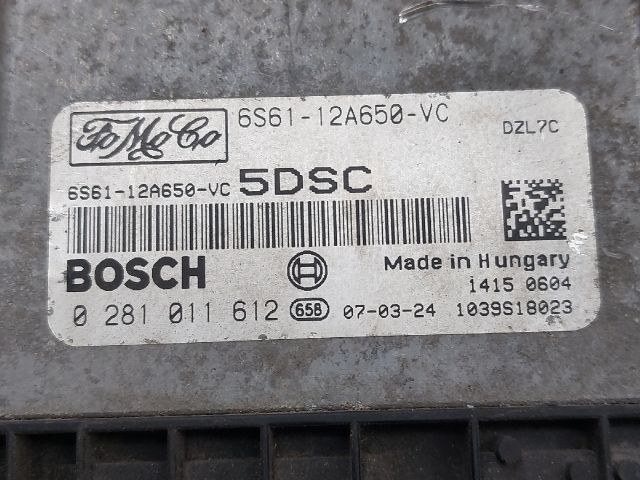 FoMoCo 6S61-12A650-VC DZL7C
6S61-12A650-VC 5DSC
BOSCH Made in Hungary
1415 0604
0 281 011 612 658 07-03-24 1039S18023